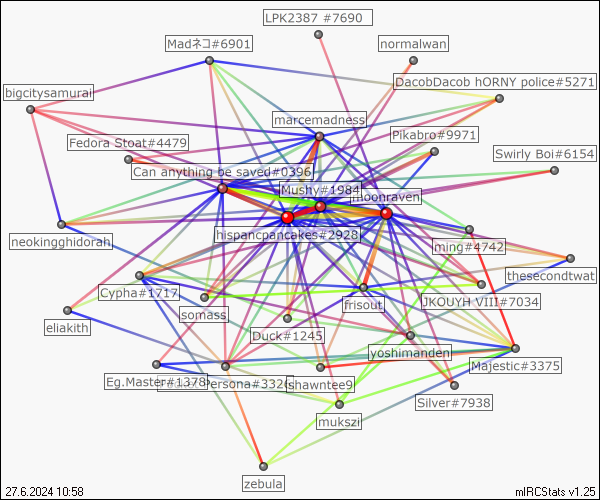 LPK2387 #7690
Madネコ#6901
normalwan
DacobDacob hORNY police#5271
bigcitysamurai
marcemadness
Pikabro#9971
Fedora Stoat#4479
Swirly Boi#6154
Can anything be saved#0396
Mushy#1984
moonraven
hispancpancakes#2928
neokingghidorah
ming#4742
thesecondtwat
Cypha#1717
frisout
JKOUYH VIII#7034
somass
eliakith
Duck#1245
yoshimanden
Majestic#3375
Eg.Master#1378
Persona#3326
shawntee9
Silver#7938
mukszi
zebula
27.6.2024 10:58
mIRCStats v1.25